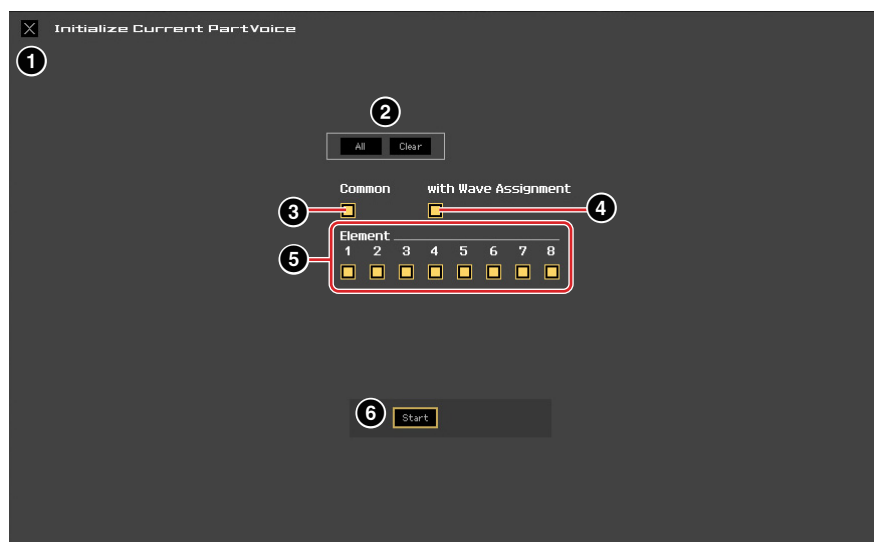 Initialize Current PartVoice
1
2
All Clear
Common with Wave Assignment
3
4
Element
5
1 2 3 4 5 6 7 8
6
Start